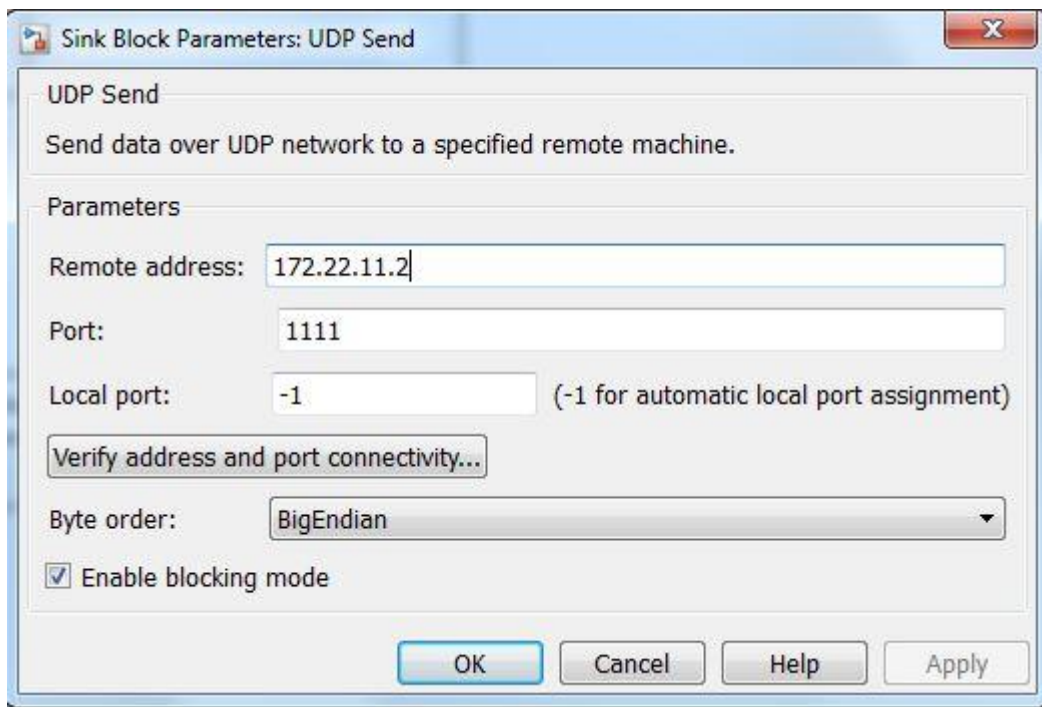 Sink Block Parameters: UDP Send
UDP Send
Send data over UDP network to a specified remote machine.
Parameters
Remote address: 172.22.11.2
Port: 1111
Local port: -1 (-1 for automatic local port assignment)
Verify address and port connectivity...
Byte order: BigEndian
Enable blocking mode
OK Cancel Help Apply